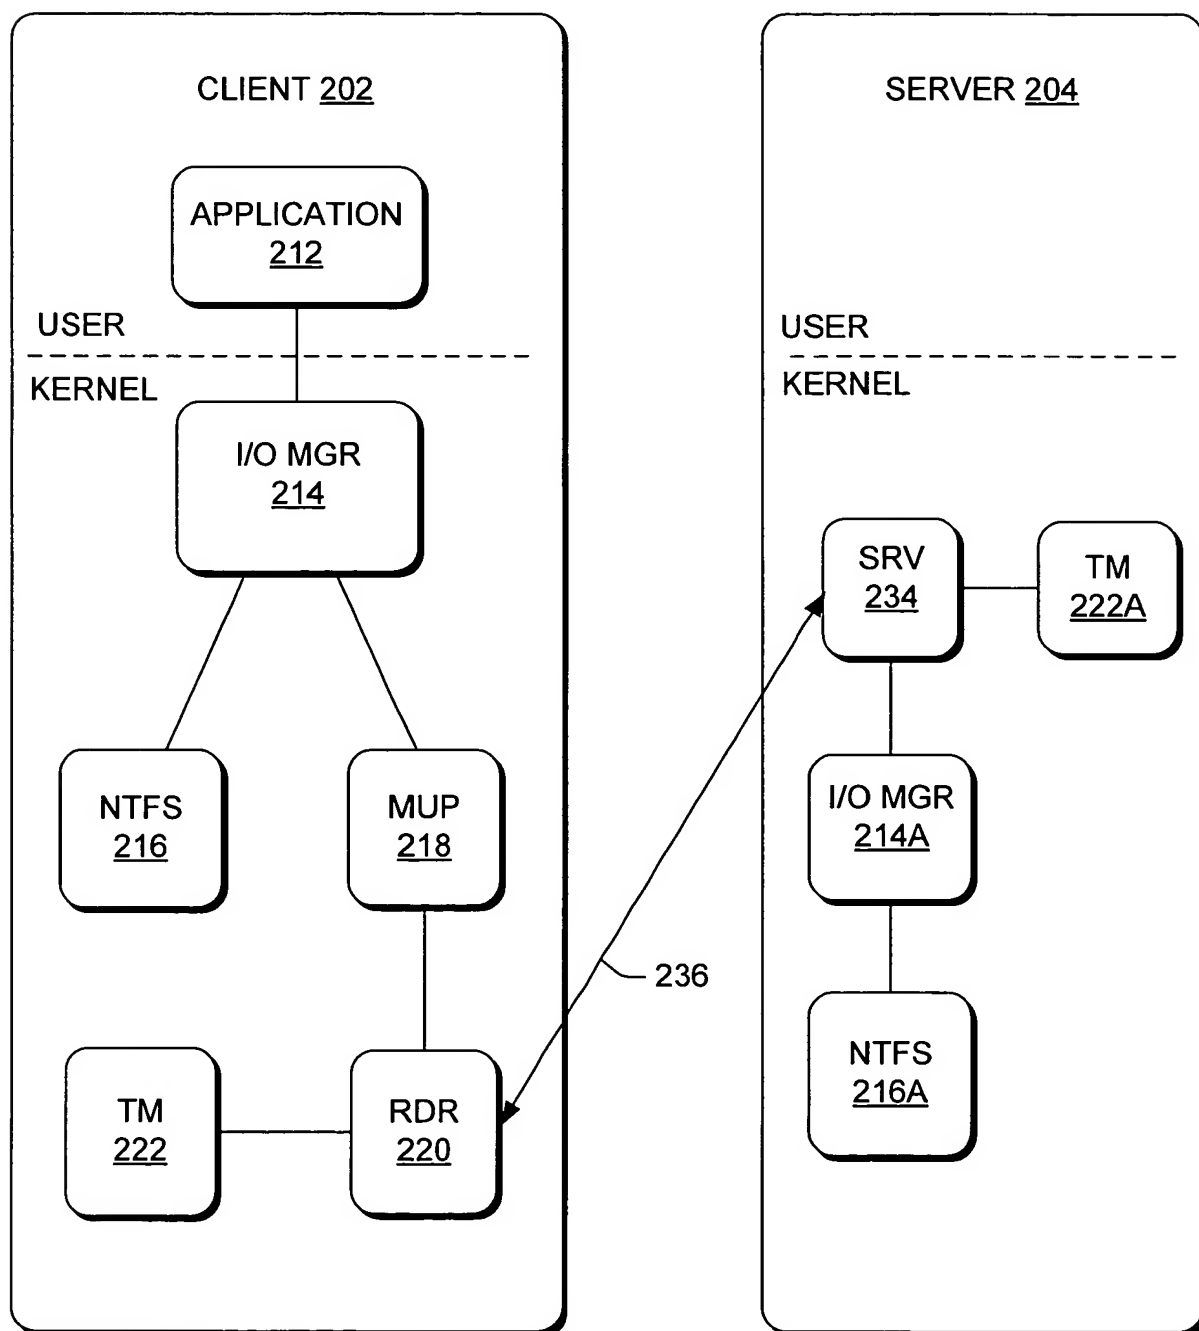 CLIENT 202
APPLICATION
212
USER
KERNEL
I/O MGR
214
NTFS
216
MUP
218
TM
222
RDR
220
236
SERVER 204
USER
KERNEL
SRV
234
TM
222A
I/O MGR
214A
NTFS
216A